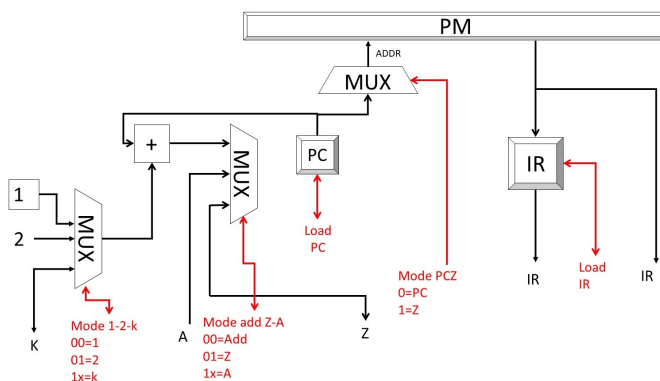 PM
ADDR
MUX
+
MUX
PC
IR
1
MUX
2
Load
PC
Mode PCZ
0=PC
1=Z
IR
Load
IR
IR
K
Mode 1-2-k
00=1
01=2
1x=k
A
Mode add Z-A
00=Add
01=Z
1x=A
Z